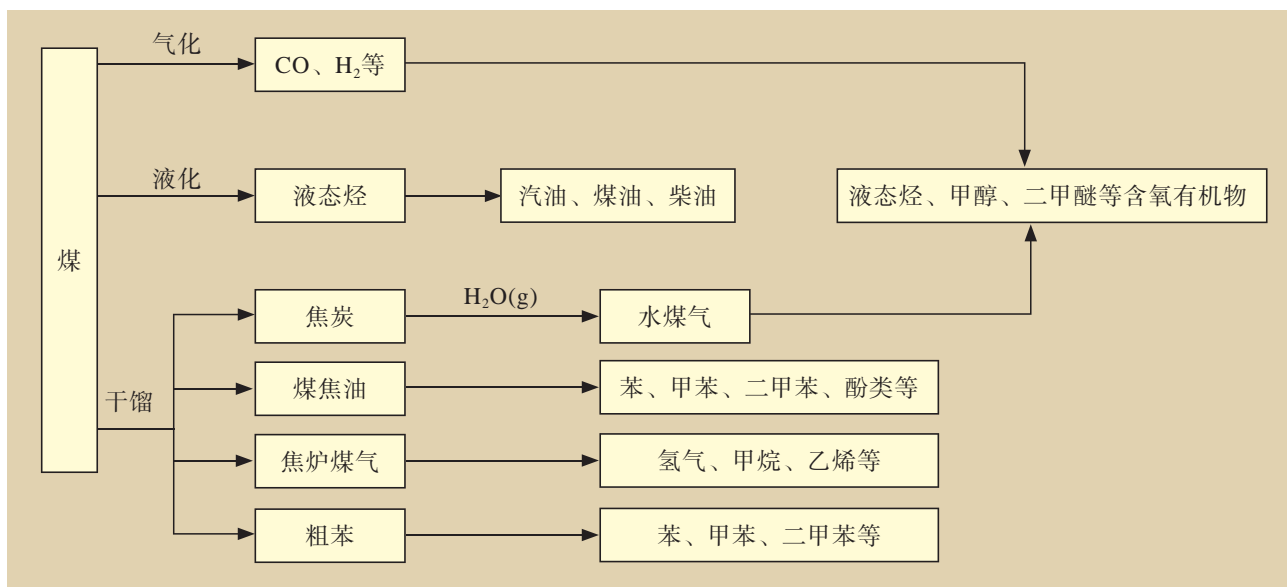 气化
CO、H₂等
液化
液态烃
汽油、煤油、柴油
液态烃、甲醇、二甲醚等含氧有机物
煤
焦炭
H₂O(g)
水煤气
干馏
煤焦油
苯、甲苯、二甲苯、酚类等
焦炉煤气
氢气、甲烷、乙烯等
粗苯
苯、甲苯、二甲苯等